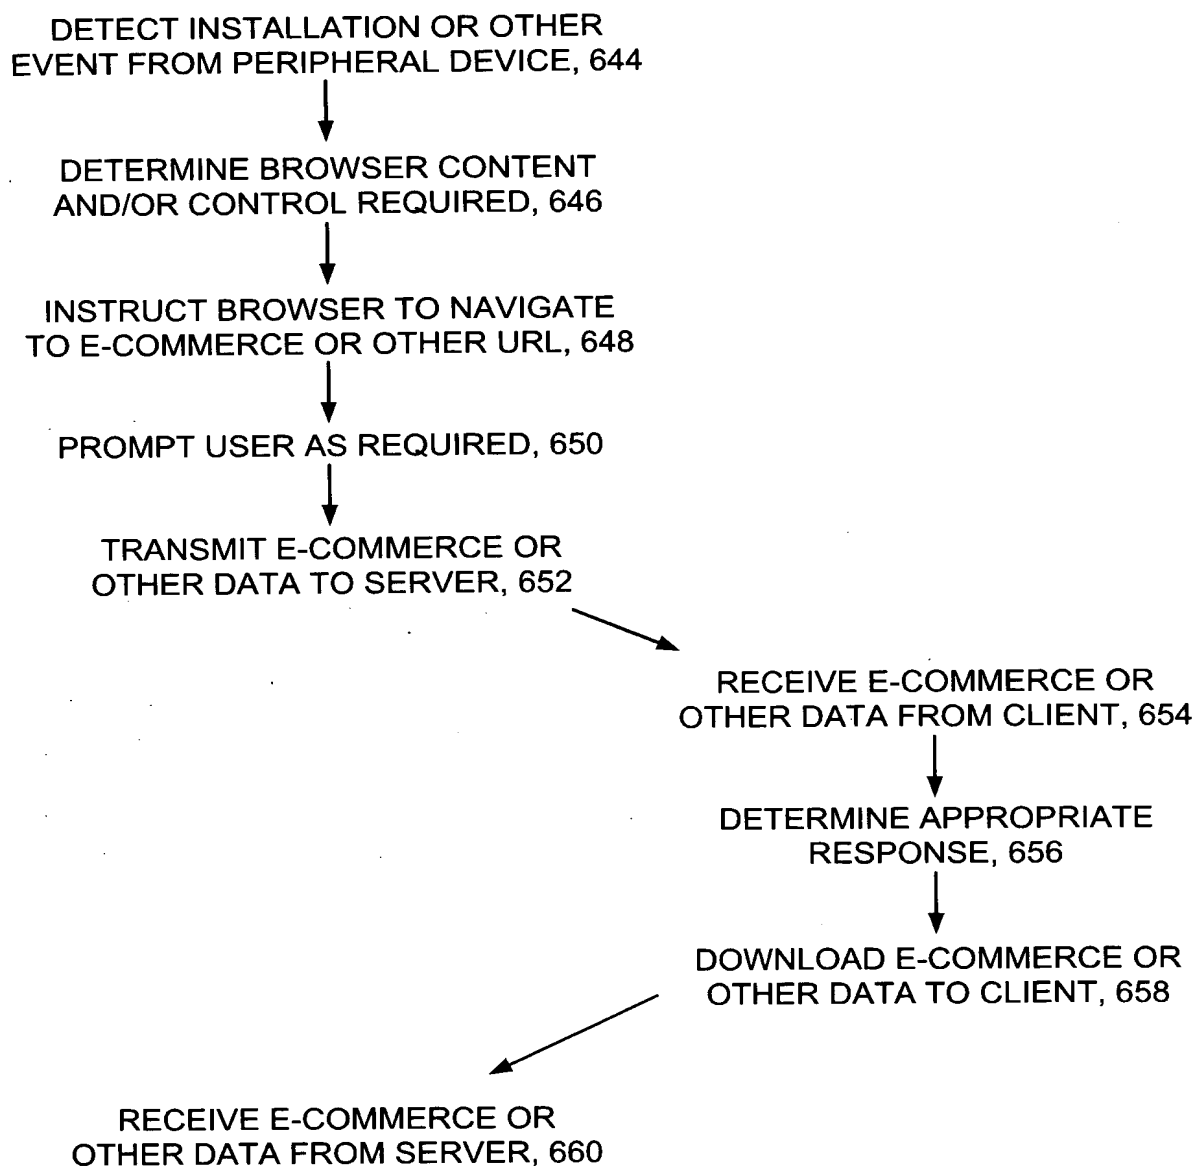 DETECT INSTALLATION OR OTHER
EVENT FROM PERIPHERAL DEVICE, 644
DETERMINE BROWSER CONTENT
AND/OR CONTROL REQUIRED, 646
INSTRUCT BROWSER TO NAVIGATE
TO E-COMMERCE OR OTHER URL, 648
PROMPT USER AS REQUIRED, 650
TRANSMIT E-COMMERCE OR
OTHER DATA TO SERVER, 652
RECEIVE E-COMMERCE OR
OTHER DATA FROM CLIENT, 654
DETERMINE APPROPRIATE
RESPONSE, 656
DOWNLOAD E-COMMERCE OR
OTHER DATA TO CLIENT, 658
RECEIVE E-COMMERCE OR
OTHER DATA FROM SERVER, 660